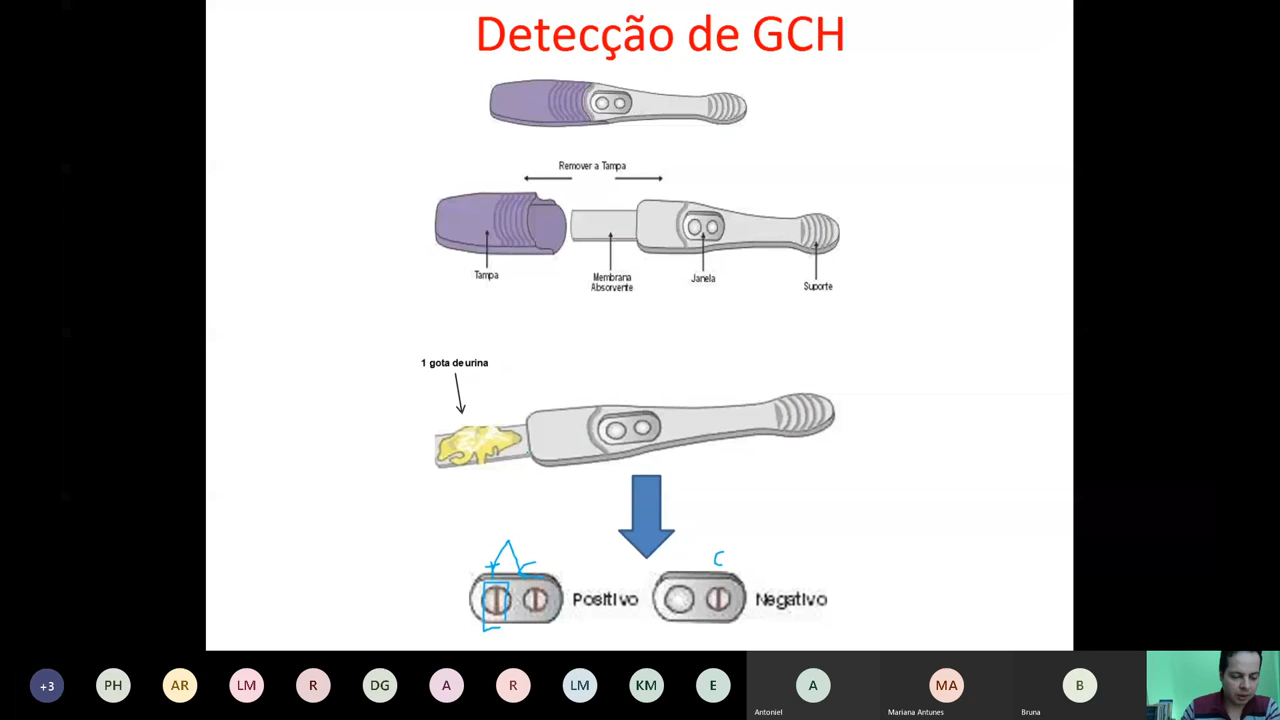 Detecção de GCH
Remover a Tampa
Tampa
Membrana
Absorvente
Janela
Suporte
1 gota de urina
+ C
C
Positivo
Negativo
+3 PH AR LM R DG A R LM KM E A MA B
Antoniel Mariana Antunes Bruna